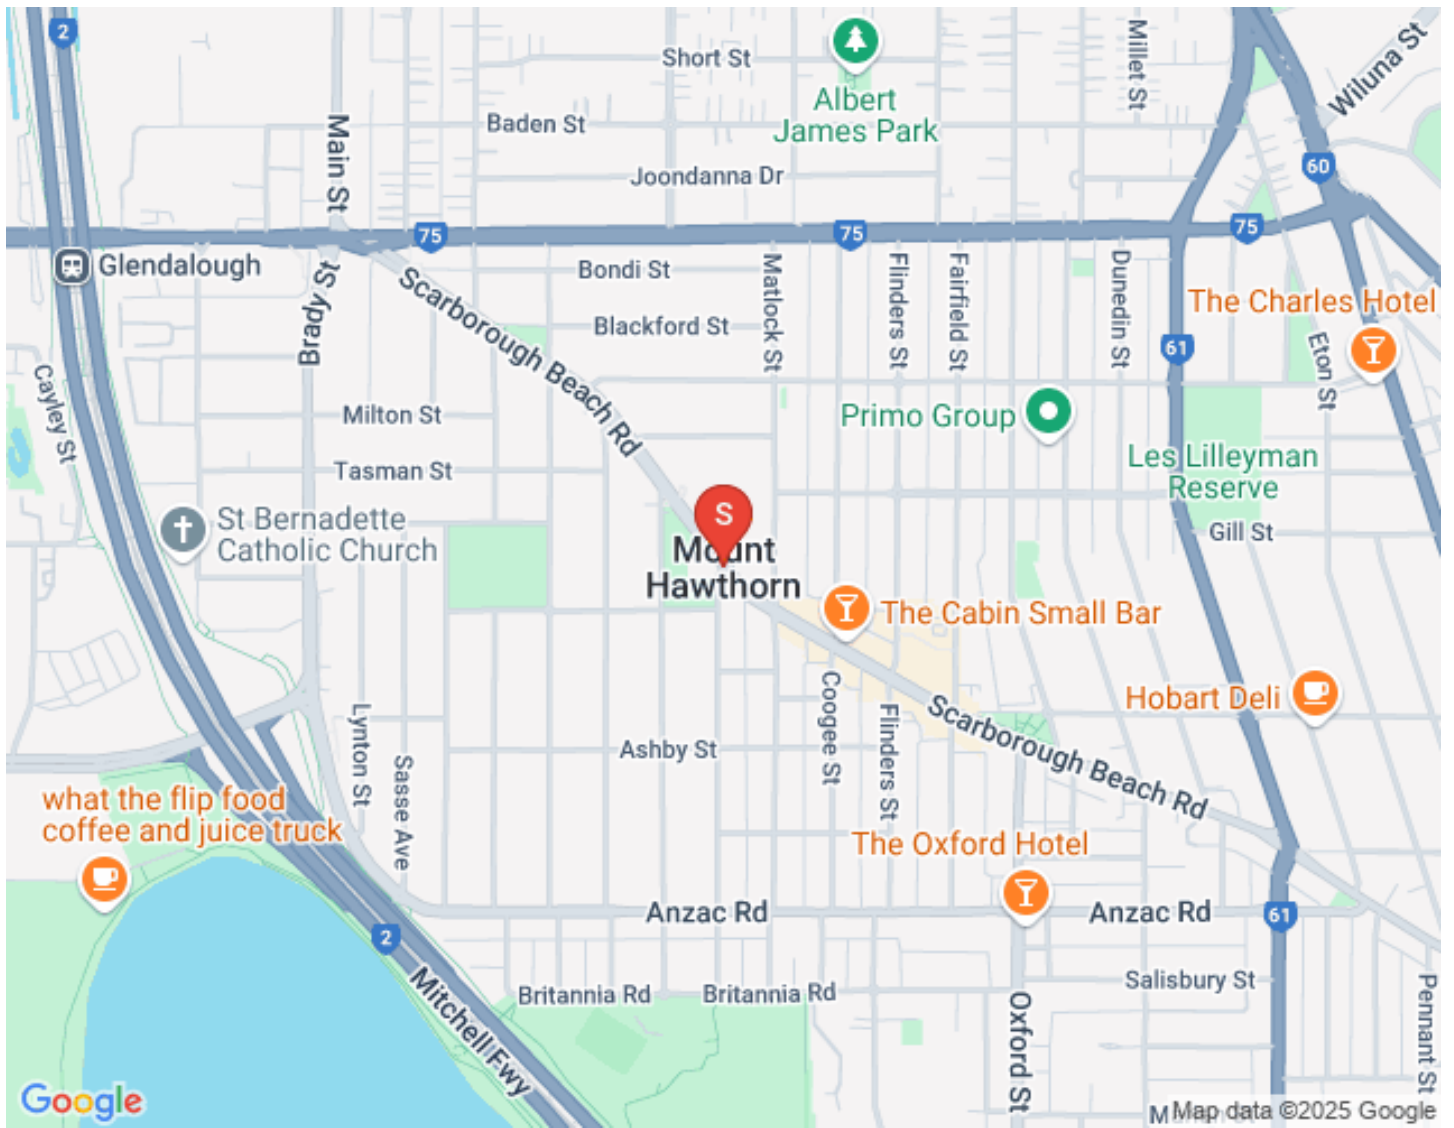 2
Short St
Millet St
Wiluna St
Albert
James Park
Baden St
Main St
Joondanna Dr
60
75
75
75
Glendalough
Brady St
Scarborough Beach Rd
Bondi St
Matlock St
Flinders St
Fairfield St
Dunedin St
The Charles Hotel
Blackford St
61
Eton St
Cayley St
Milton St
Primo Group
Tasman St
Les Lilleyman
Reserve
St Bernadette
Catholic Church
S
Gill St
Mount
Hawthorn
The Cabin Small Bar
Coogee St
Hobart Deli
Lynton St
Flinders St
Scarborough Beach Rd
Sasse Ave
Ashby St
what the flip food
coffee and juice truck
The Oxford Hotel
Anzac Rd
Anzac Rd
61
2
Mitchell Fwy
Britannia Rd
Britannia Rd
Salisbury St
Oxford St
Pennant St
Google
Map data ©2025 Google